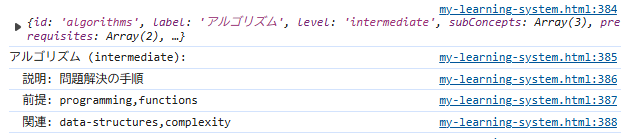 my-learning-system.html:384
{id: 'algorithms', label: 'アルゴリズム', level: 'intermediate', subConcepts: Array(3), pre
requisites: Array(2), …}
アルゴリズム (intermediate): my-learning-system.html:385
説明: 問題解決の手順 my-learning-system.html:386
前提: programming,functions my-learning-system.html:387
関連: data-structures,complexity my-learning-system.html:388